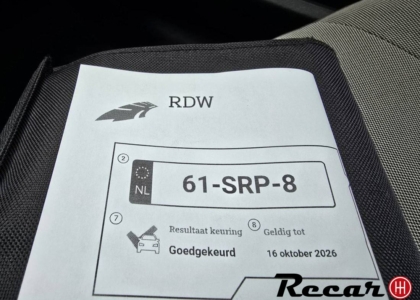 RDW
2
NL
61-SRP-8
7
Resultaat keuring
Goedgekeurd
8
Geldig tot
16 oktober 2026
Recar H